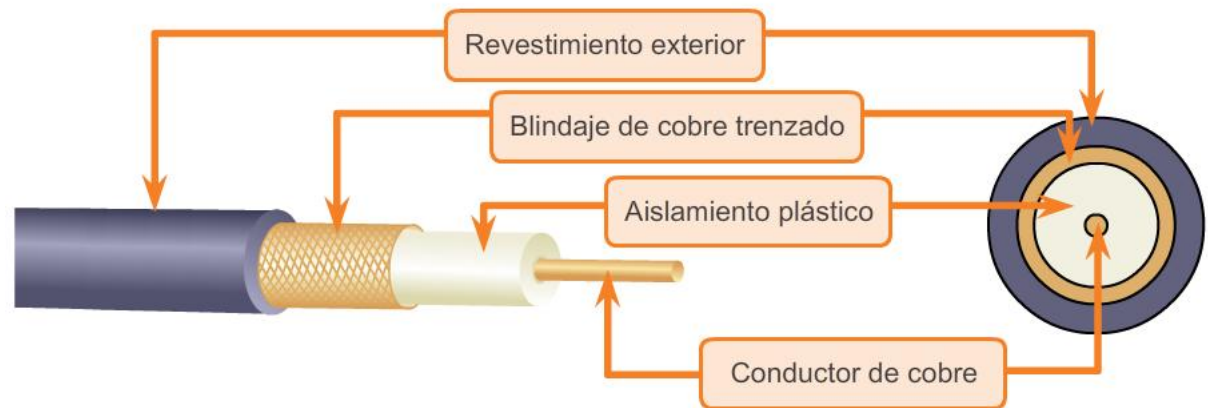 Revestimiento exterior
Blindaje de cobre trenzado
Aislamiento plástico
Conductor de cobre